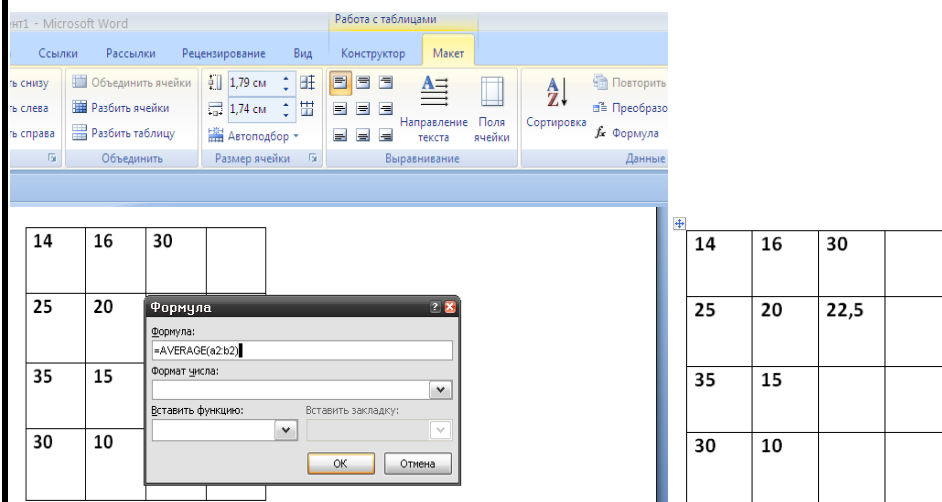 нт1 - Microsoft Word
Работа с таблицами
Ссылки Рассылки Рецензирование Вид Конструктор Макет
ть снизу Объединить ячейки 1,79 см Повторить
ть слева Разбить ячейки 1,74 см Преобразо
ть справа Разбить таблицу Автоподбор Направление текста Поля ячейки Сортировка fx Формула
Объединить Размер ячейки Выравнивание Данные
14 16 30
25 20
35 15
30 10
Формула
Формула:
=AVERAGE(a2:b2)
Формат числа:
Вставить функцию: Вставить закладку:
ОК Отмена
14 16 30
25 20 22,5
35 15
30 10